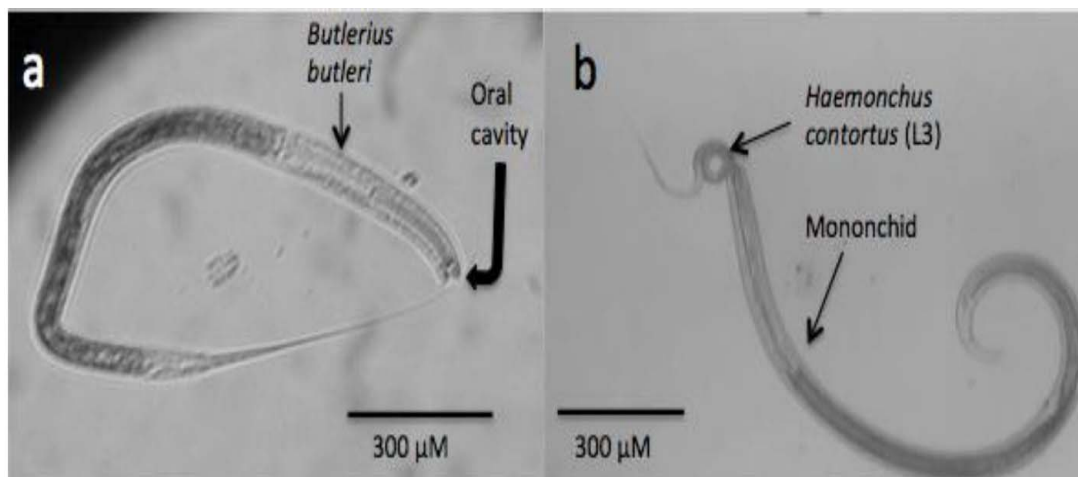 a
Butlerius
butleri
Oral
cavity
300 µM
b
Haemonchus
contortus (L3)
Mononchid
300 µM